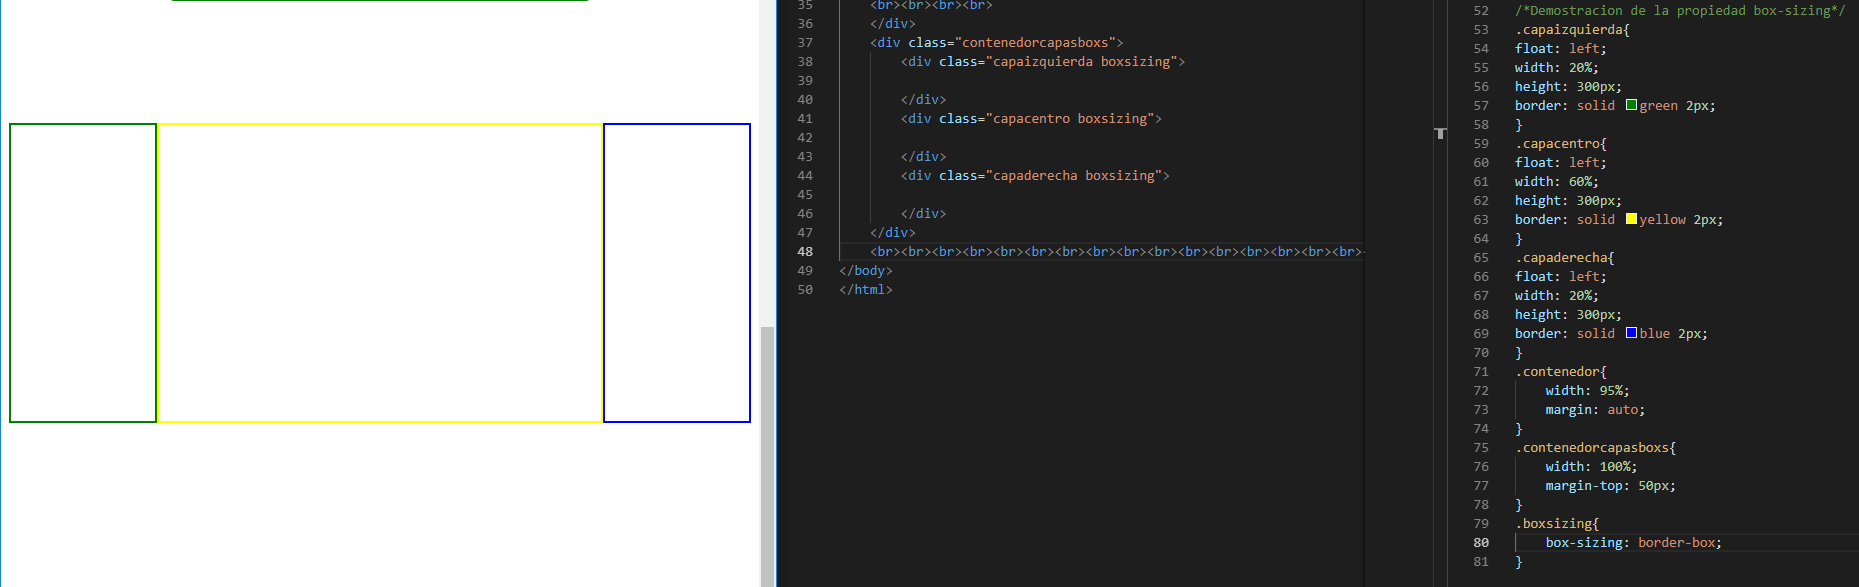 35 <br><br><br><br>
36 </div>
37 <div class="contenedorcapasboxs">
38 <div class="capaizquierda boxsizing">
39
40 </div>
41 <div class="capacentro boxsizing">
42
43 </div>
44 <div class="capaderecha boxsizing">
45
46 </div>
47 </div>
48 <br><br><br><br><br><br><br><br><br><br><br><br><br><br><br><br>
49 </body>
50 </html>
52 /*Demostracion de la propiedad box-sizing*/
53 .capaizquierda{
54 float: left;
55 width: 20%;
56 height: 300px;
57 border: solid green 2px;
58 }
59 .capacentro{
60 float: left;
61 width: 60%;
62 height: 300px;
63 border: solid yellow 2px;
64 }
65 .capaderecha{
66 float: left;
67 width: 20%;
68 height: 300px;
69 border: solid blue 2px;
70 }
71 .contenedor{
72 width: 95%;
73 margin: auto;
74 }
75 .contenedorcapasboxs{
76 width: 100%;
77 margin-top: 50px;
78 }
79 .boxsizing{
80 box-sizing: border-box;
81 }